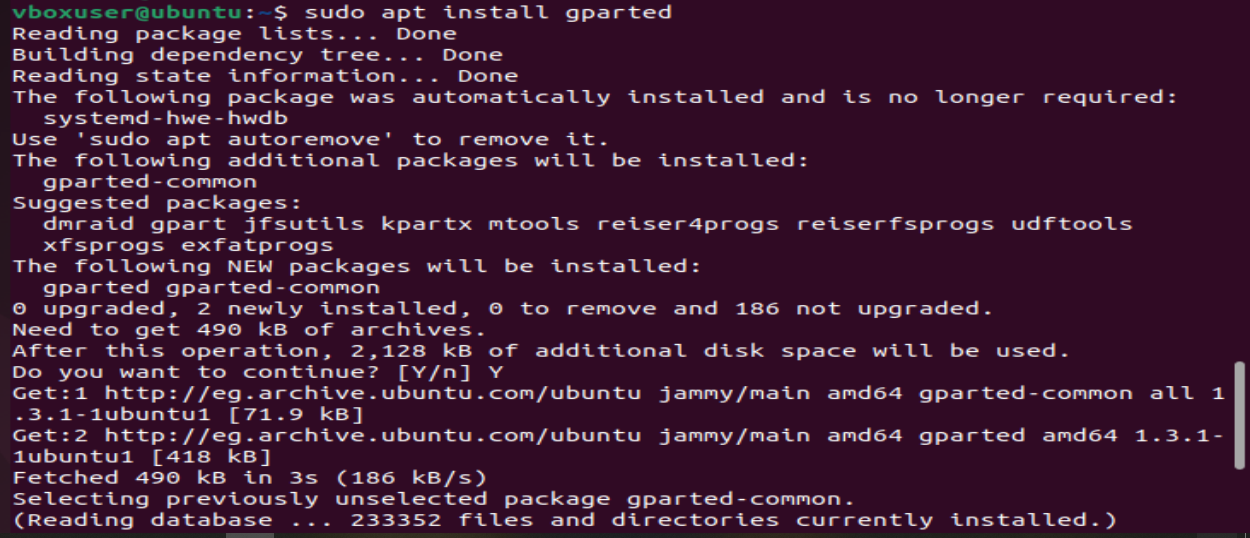 vboxuser@ubuntu:~$ sudo apt install gparted
Reading package lists... Done
Building dependency tree... Done
Reading state information... Done
The following package was automatically installed and is no longer required:
  systemd-hwe-hwdb
Use 'sudo apt autoremove' to remove it.
The following additional packages will be installed:
  gparted-common
Suggested packages:
  dmraid gpart jfsutils kpartx mtools reiser4progs reiserfsprogs udftools
  xfsprogs exfatprogs
The following NEW packages will be installed:
  gparted gparted-common
0 upgraded, 2 newly installed, 0 to remove and 186 not upgraded.
Need to get 490 kB of archives.
After this operation, 2,128 kB of additional disk space will be used.
Do you want to continue? [Y/n] Y
Get:1 http://eg.archive.ubuntu.com/ubuntu jammy/main amd64 gparted-common all 1
.3.1-1ubuntu1 [71.9 kB]
Get:2 http://eg.archive.ubuntu.com/ubuntu jammy/main amd64 gparted amd64 1.3.1-
1ubuntu1 [418 kB]
Fetched 490 kB in 3s (186 kB/s)
Selecting previously unselected package gparted-common.
(Reading database ... 233352 files and directories currently installed.)